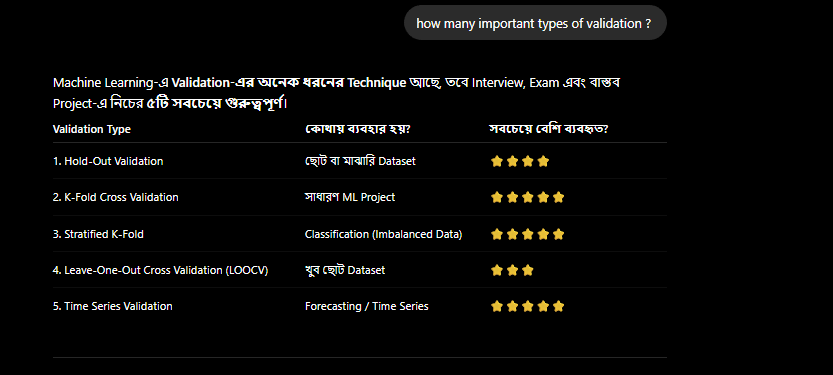 how many important types of validation ?
Machine Learning-এ Validation-এর অনেক ধরনের Technique আছে, তবে Interview, Exam এবং বাস্তব
Project-এ নিচের ৫টি সবচেয়ে গুরুত্বপূর্ণ।
Validation Type কোথায় ব্যবহার হয়? সবচেয়ে বেশি ব্যবহৃত?
1. Hold-Out Validation ছোট বা মাঝারি Dataset ⭐⭐⭐⭐
2. K-Fold Cross Validation সাধারণ ML Project ⭐⭐⭐⭐⭐
3. Stratified K-Fold Classification (Imbalanced Data) ⭐⭐⭐⭐⭐
4. Leave-One-Out Cross Validation (LOOCV) খুব ছোট Dataset ⭐⭐⭐
5. Time Series Validation Forecasting / Time Series ⭐⭐⭐⭐⭐